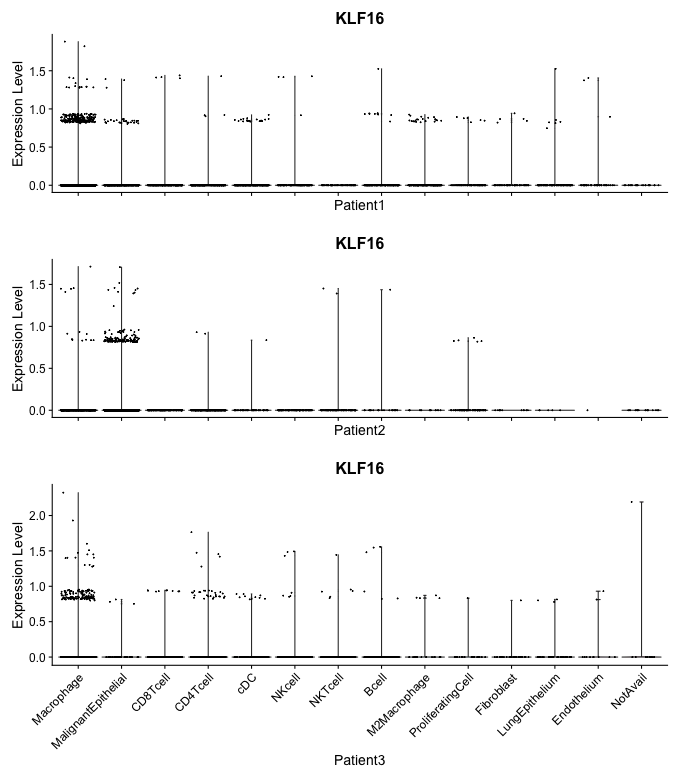 KLF16
Expression Level
1.5
1.0
0.5
0.0
Patient1
KLF16
Expression Level
1.5
1.0
0.5
0.0
Patient2
KLF16
Expression Level
2.0
1.5
1.0
0.5
0.0
Macrophage
MalignantEpithelial
CD8Tcell
CD4Tcell
cDC
NKcell
NKTcell
Bcell
M2Macrophage
ProliferatingCell
Fibroblast
LungEpithelium
Endothelium
NotAvail
Patient3